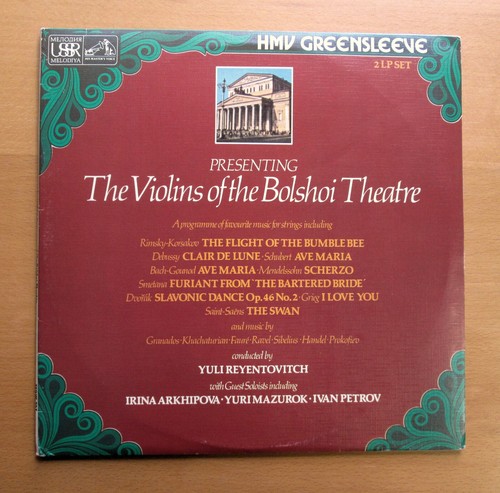 МЕЛОДИЯ
USSR
MELODIYA
HIS MASTER'S VOICE
HMV GREENSLEEVE
2 LP SET
PRESENTING
The Violins of the Bolshoi Theatre
A programme of favourite music for strings including
Rimsky-Korsakov THE FLIGHT OF THE BUMBLE BEE
Debussy CLAIR DE LUNE · Schubert AVE MARIA
Bach-Gounod AVE MARIA · Mendelssohn SCHERZO
Smetana FURIANT FROM 'THE BARTERED BRIDE'
Dvořák SLAVONIC DANCE Op.46 No.2 · Grieg I LOVE YOU
Saint-Saëns THE SWAN
and music by
Granados · Khachaturian · Fauré · Ravel · Sibelius · Handel · Prokofiev
conducted by
YULI REYENTOVITCH
with Guest Soloists including
IRINA ARKHIPOVA · YURI MAZUROK · IVAN PETROV